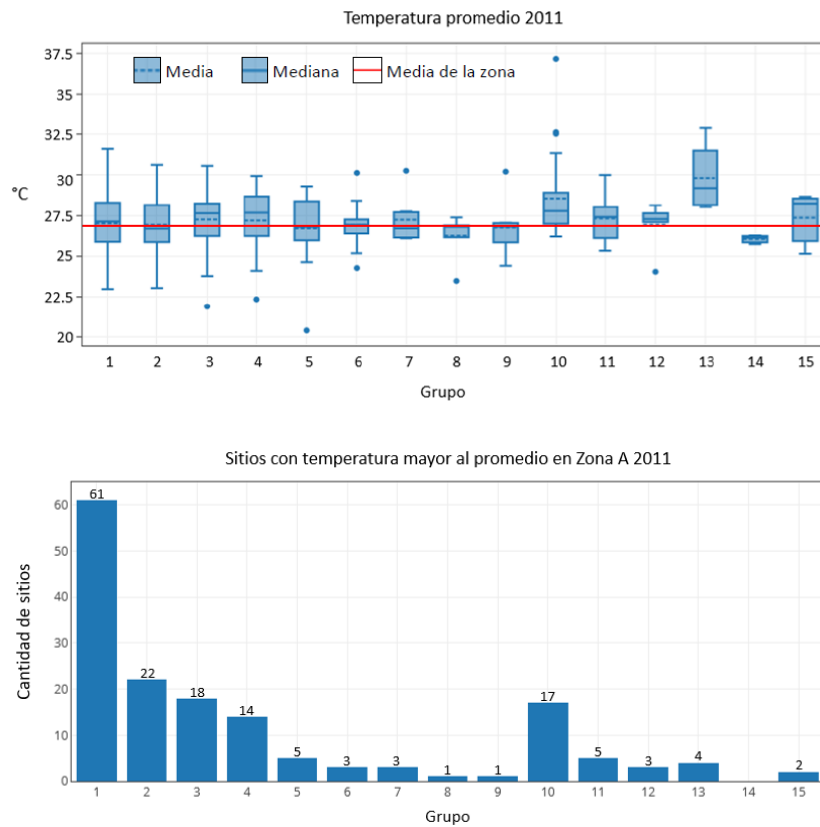 Temperatura promedio 2011
Media Mediana Media de la zona
37.5
35
32.5
30
27.5
25
22.5
20
°C
1 2 3 4 5 6 7 8 9 10 11 12 13 14 15
Grupo
Sitios con temperatura mayor al promedio en Zona A 2011
60
50
40
30
20
10
0
Cantidad de sitios
61 22 18 14 5 3 3 1 1 17 5 3 4 2
1 2 3 4 5 6 7 8 9 10 11 12 13 14 15
Grupo